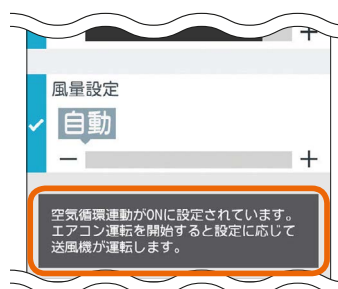 +
風量設定
自動
− +
空気循環連動がONに設定されています。
エアコン運転を開始すると設定に応じて
送風機が運転します。